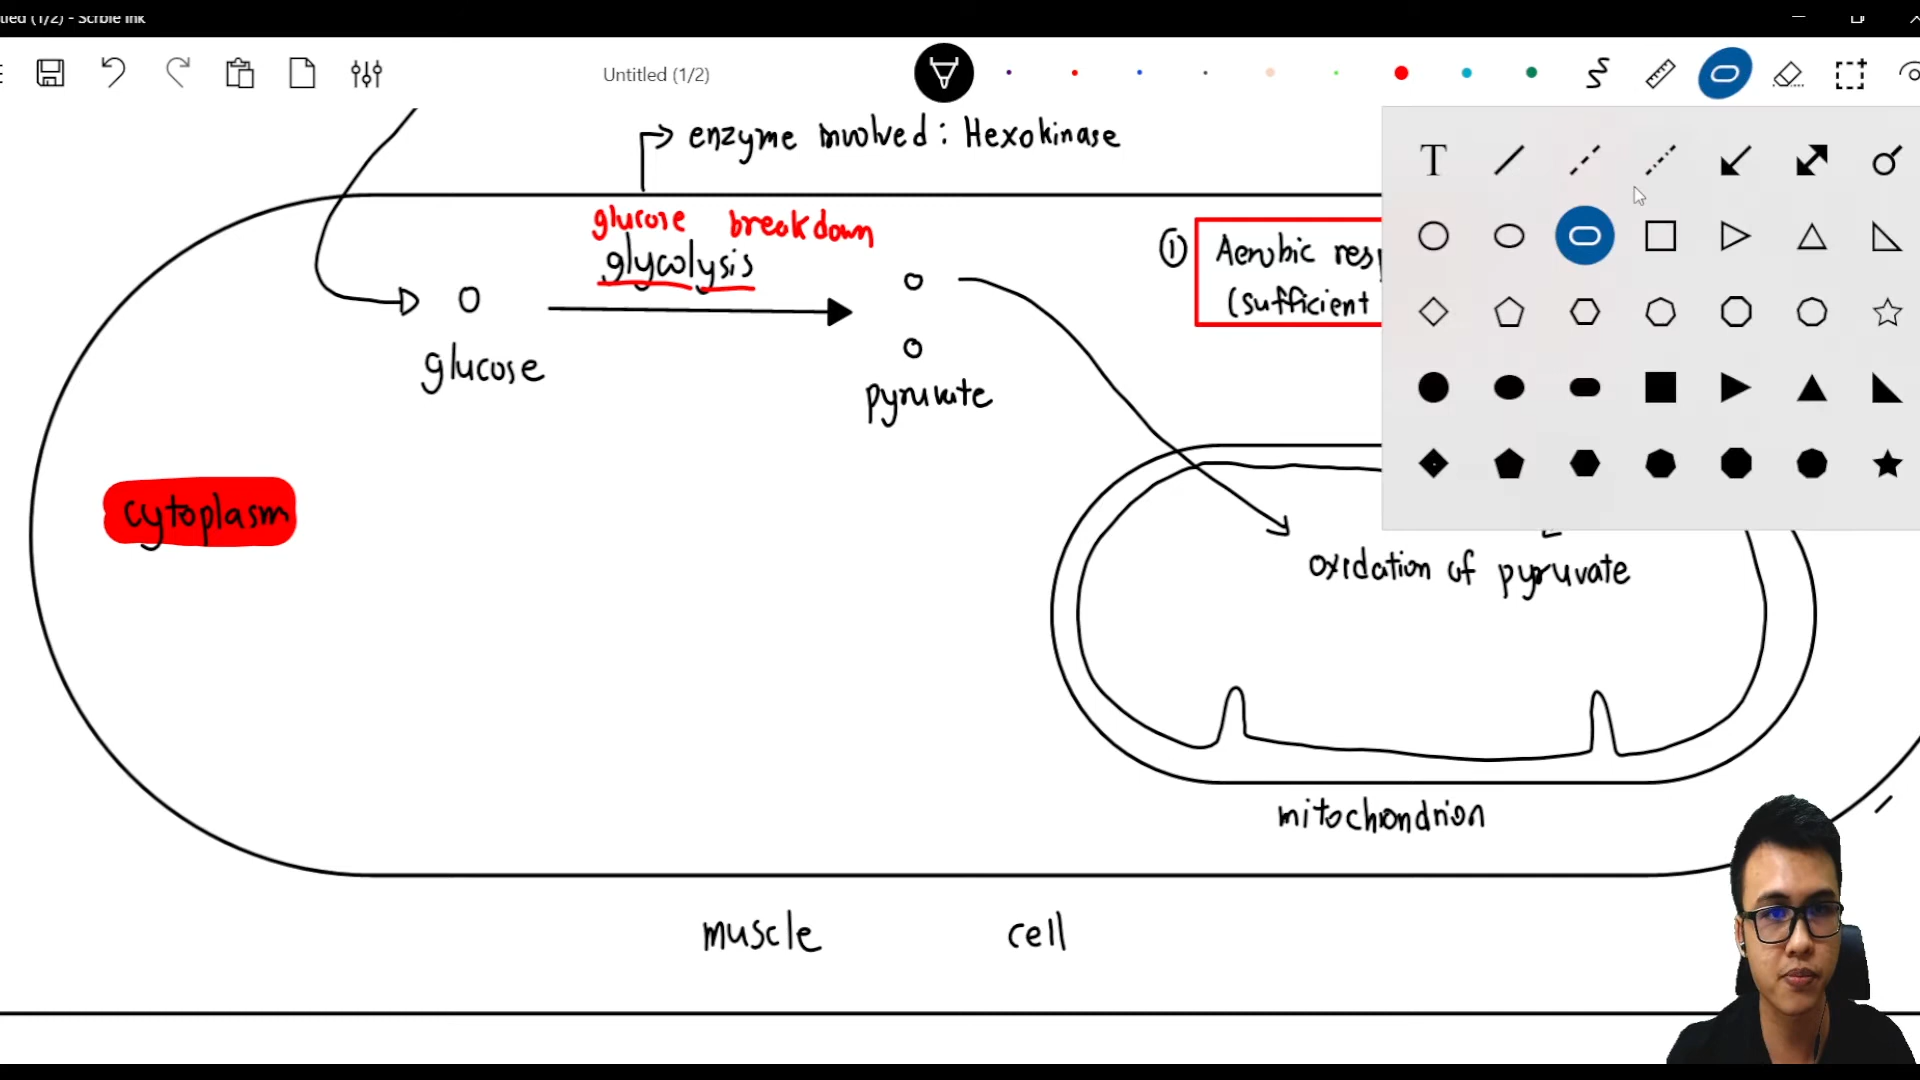 Untitled (1/2)
enzyme involved: Hexokinase
glucose breakdown
glycolysis
① Aerobic resp
(sufficient
glucose
pyruvate
cytoplasm
oxidation of pyruvate
mitochondrion
muscle cell
T